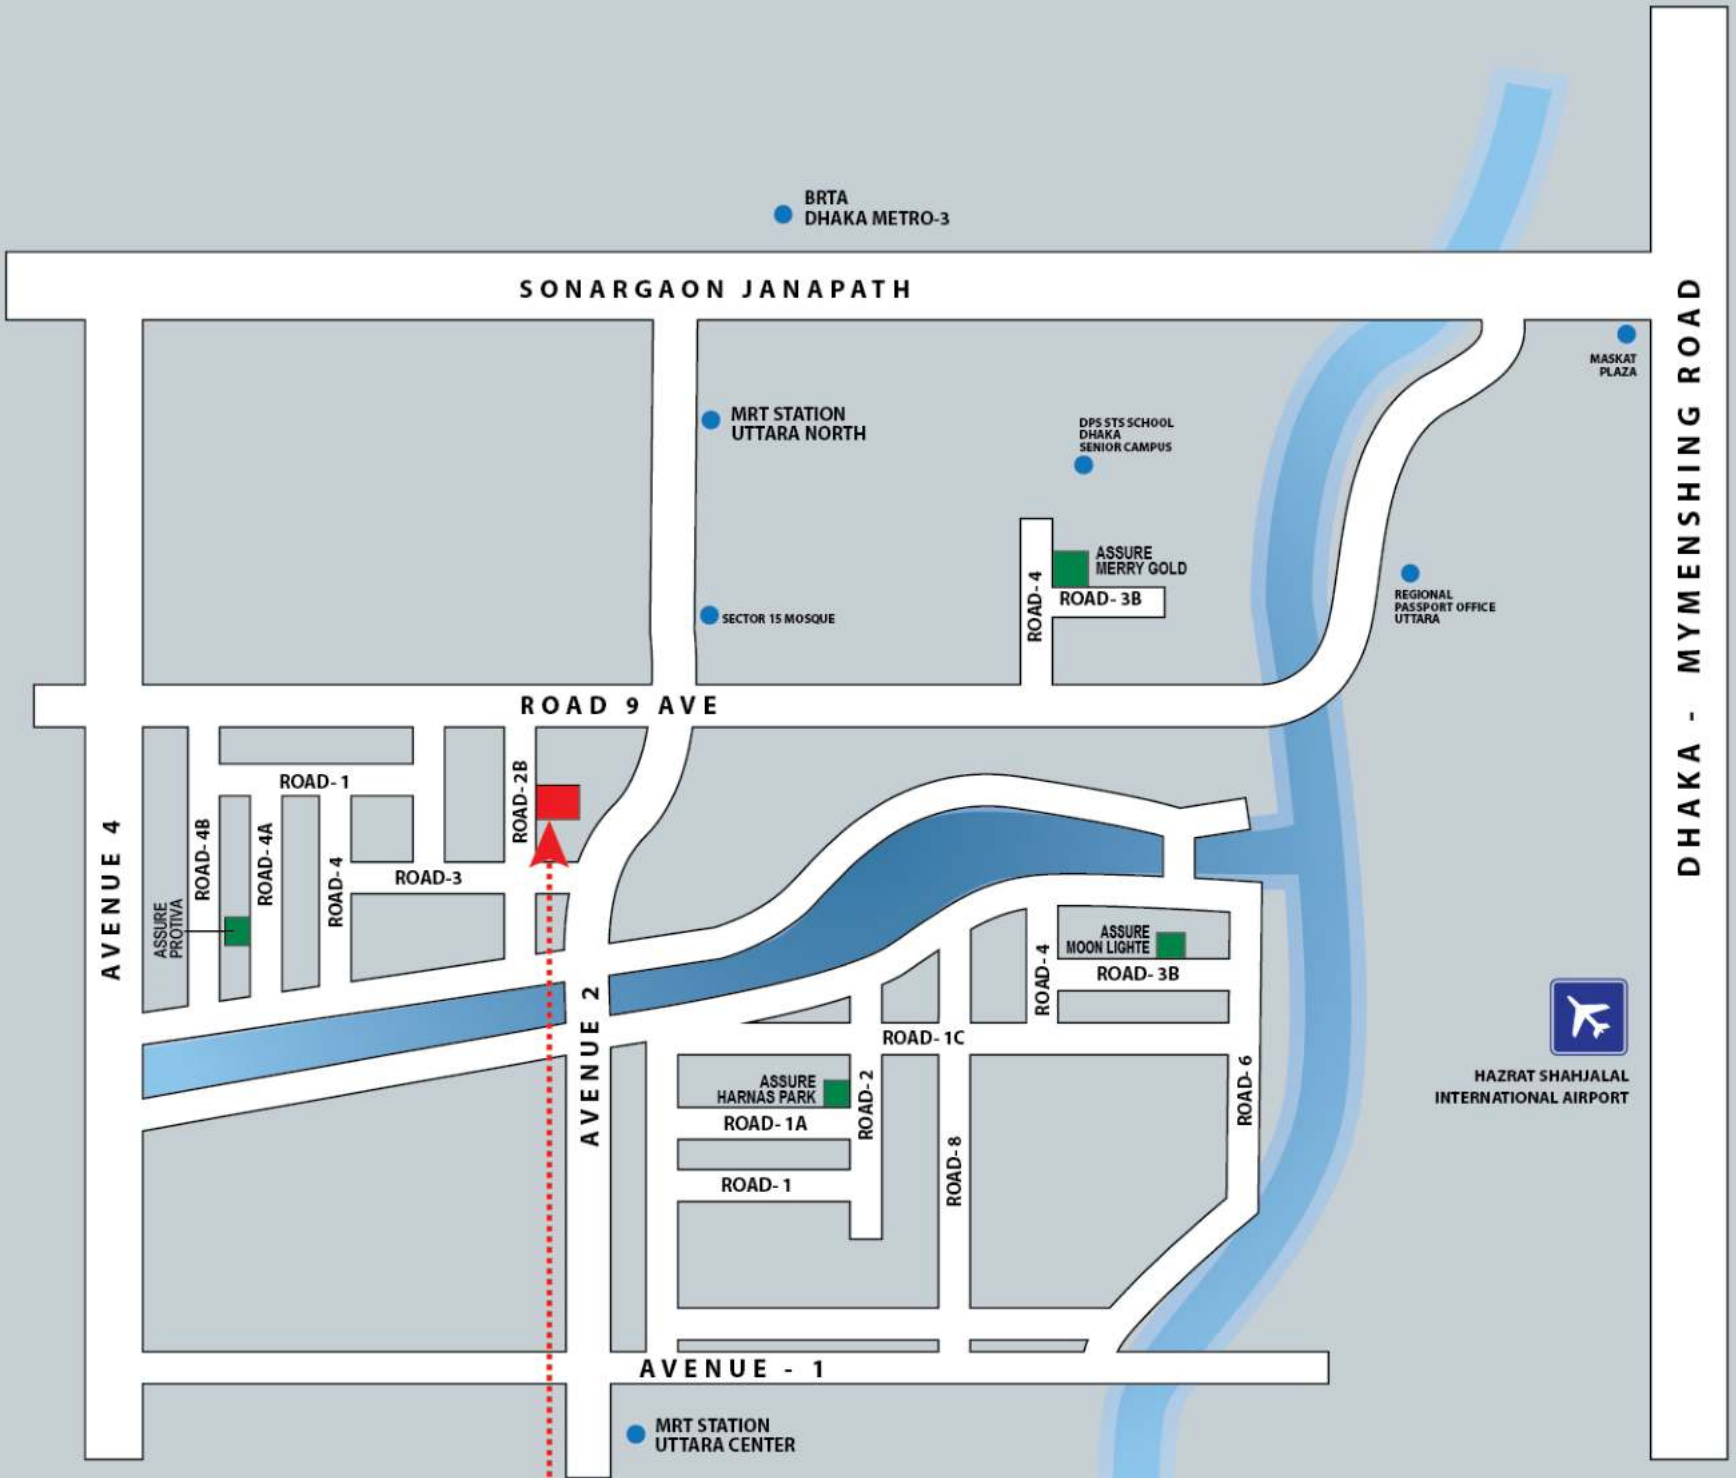 BRTA
DHAKA METRO-3
SONARGAON JANAPATH
DHAKA - MYMENSHING ROAD
MASKAT
PLAZA
MRT STATION
UTTARA NORTH
DPS STS SCHOOL
DHAKA
SENIOR CAMPUS
ASSURE
MERRY GOLD
ROAD- 4
ROAD- 3B
REGIONAL
PASSPORT OFFICE
UTTARA
SECTOR 15 MOSQUE
ROAD 9 AVE
AVENUE 4
ROAD- 1
ROAD- 2B
ROAD- 4B
ROAD- 4A
ROAD- 4
ROAD-3
ASSURE
PROTIVA
ASSURE
MOON LIGHTE
ROAD- 4
ROAD- 3B
AVENUE 2
ROAD- 1C
ASSURE
HARNAS PARK
ROAD- 1A
ROAD- 2
ROAD- 6
ROAD- 8
ROAD- 1
HAZRAT SHAHJALAL
INTERNATIONAL AIRPORT
AVENUE - 1
MRT STATION
UTTARA CENTER